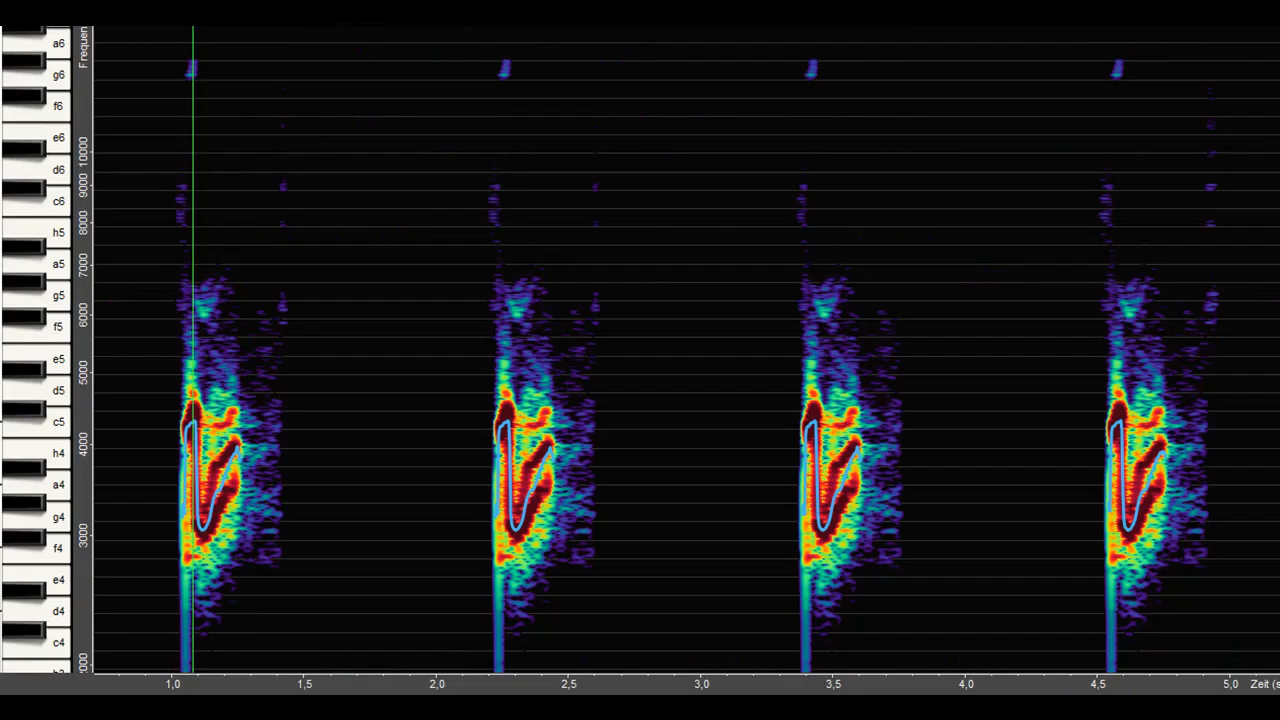 a6
g6
f6
e6
d6
c6
h5
a5
g5
f5
e5
d5
c5
h4
a4
g4
f4
e4
d4
c4
Frequen
10000
9000
8000
7000
6000
5000
4000
3000
2000
1,0 1,5 2,0 2,5 3,0 3,5 4,0 4,5 5,0 Zeit (s